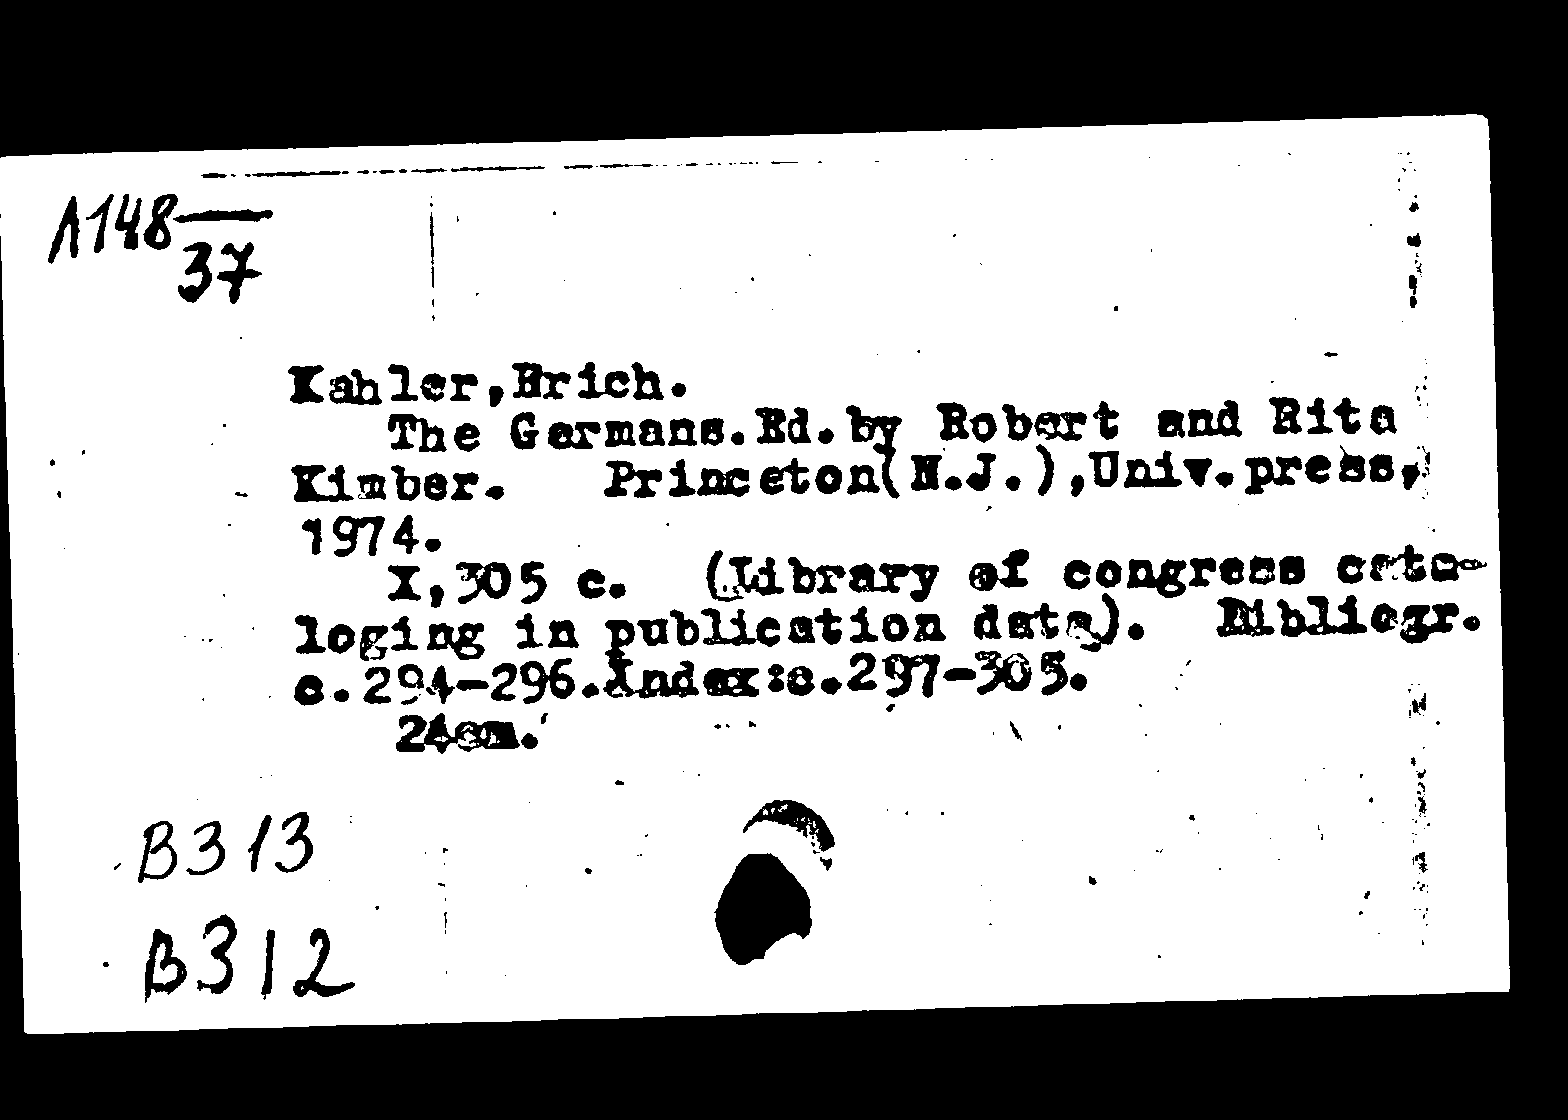 A148
37
Kahler,Erich.
The Germans.Ed.by Robert and Rita
Kimber. Princeton(N.J.),Univ.press,
1974.
X,305 c. (Library of congress cata-
loging in publication data). Bibliogr.
c.294-296.Index:c.297-305.
24cm.
B313
B312